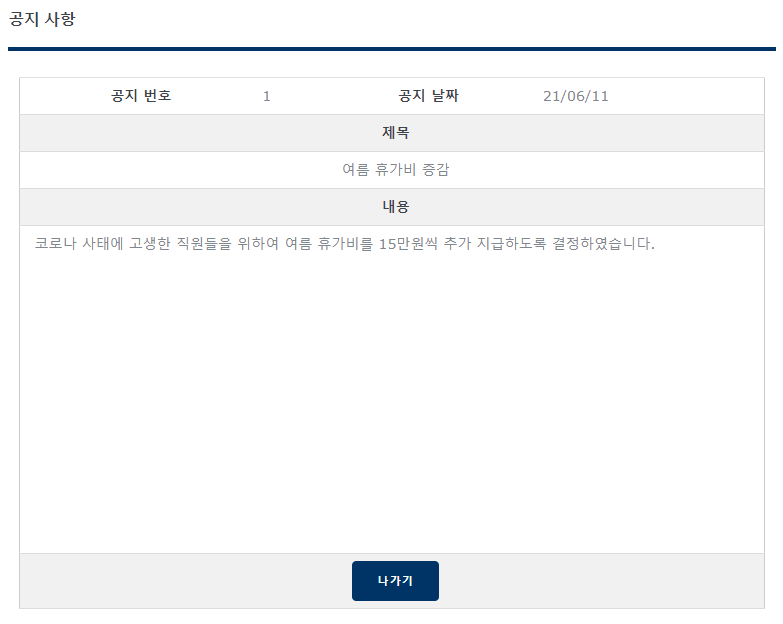 공지 사항
공지 번호 1 공지 날짜 21/06/11
제목
여름 휴가비 증감
내용
코로나 사태에 고생한 직원들을 위하여 여름 휴가비를 15만원씩 추가 지급하도록 결정하였습니다.
나가기